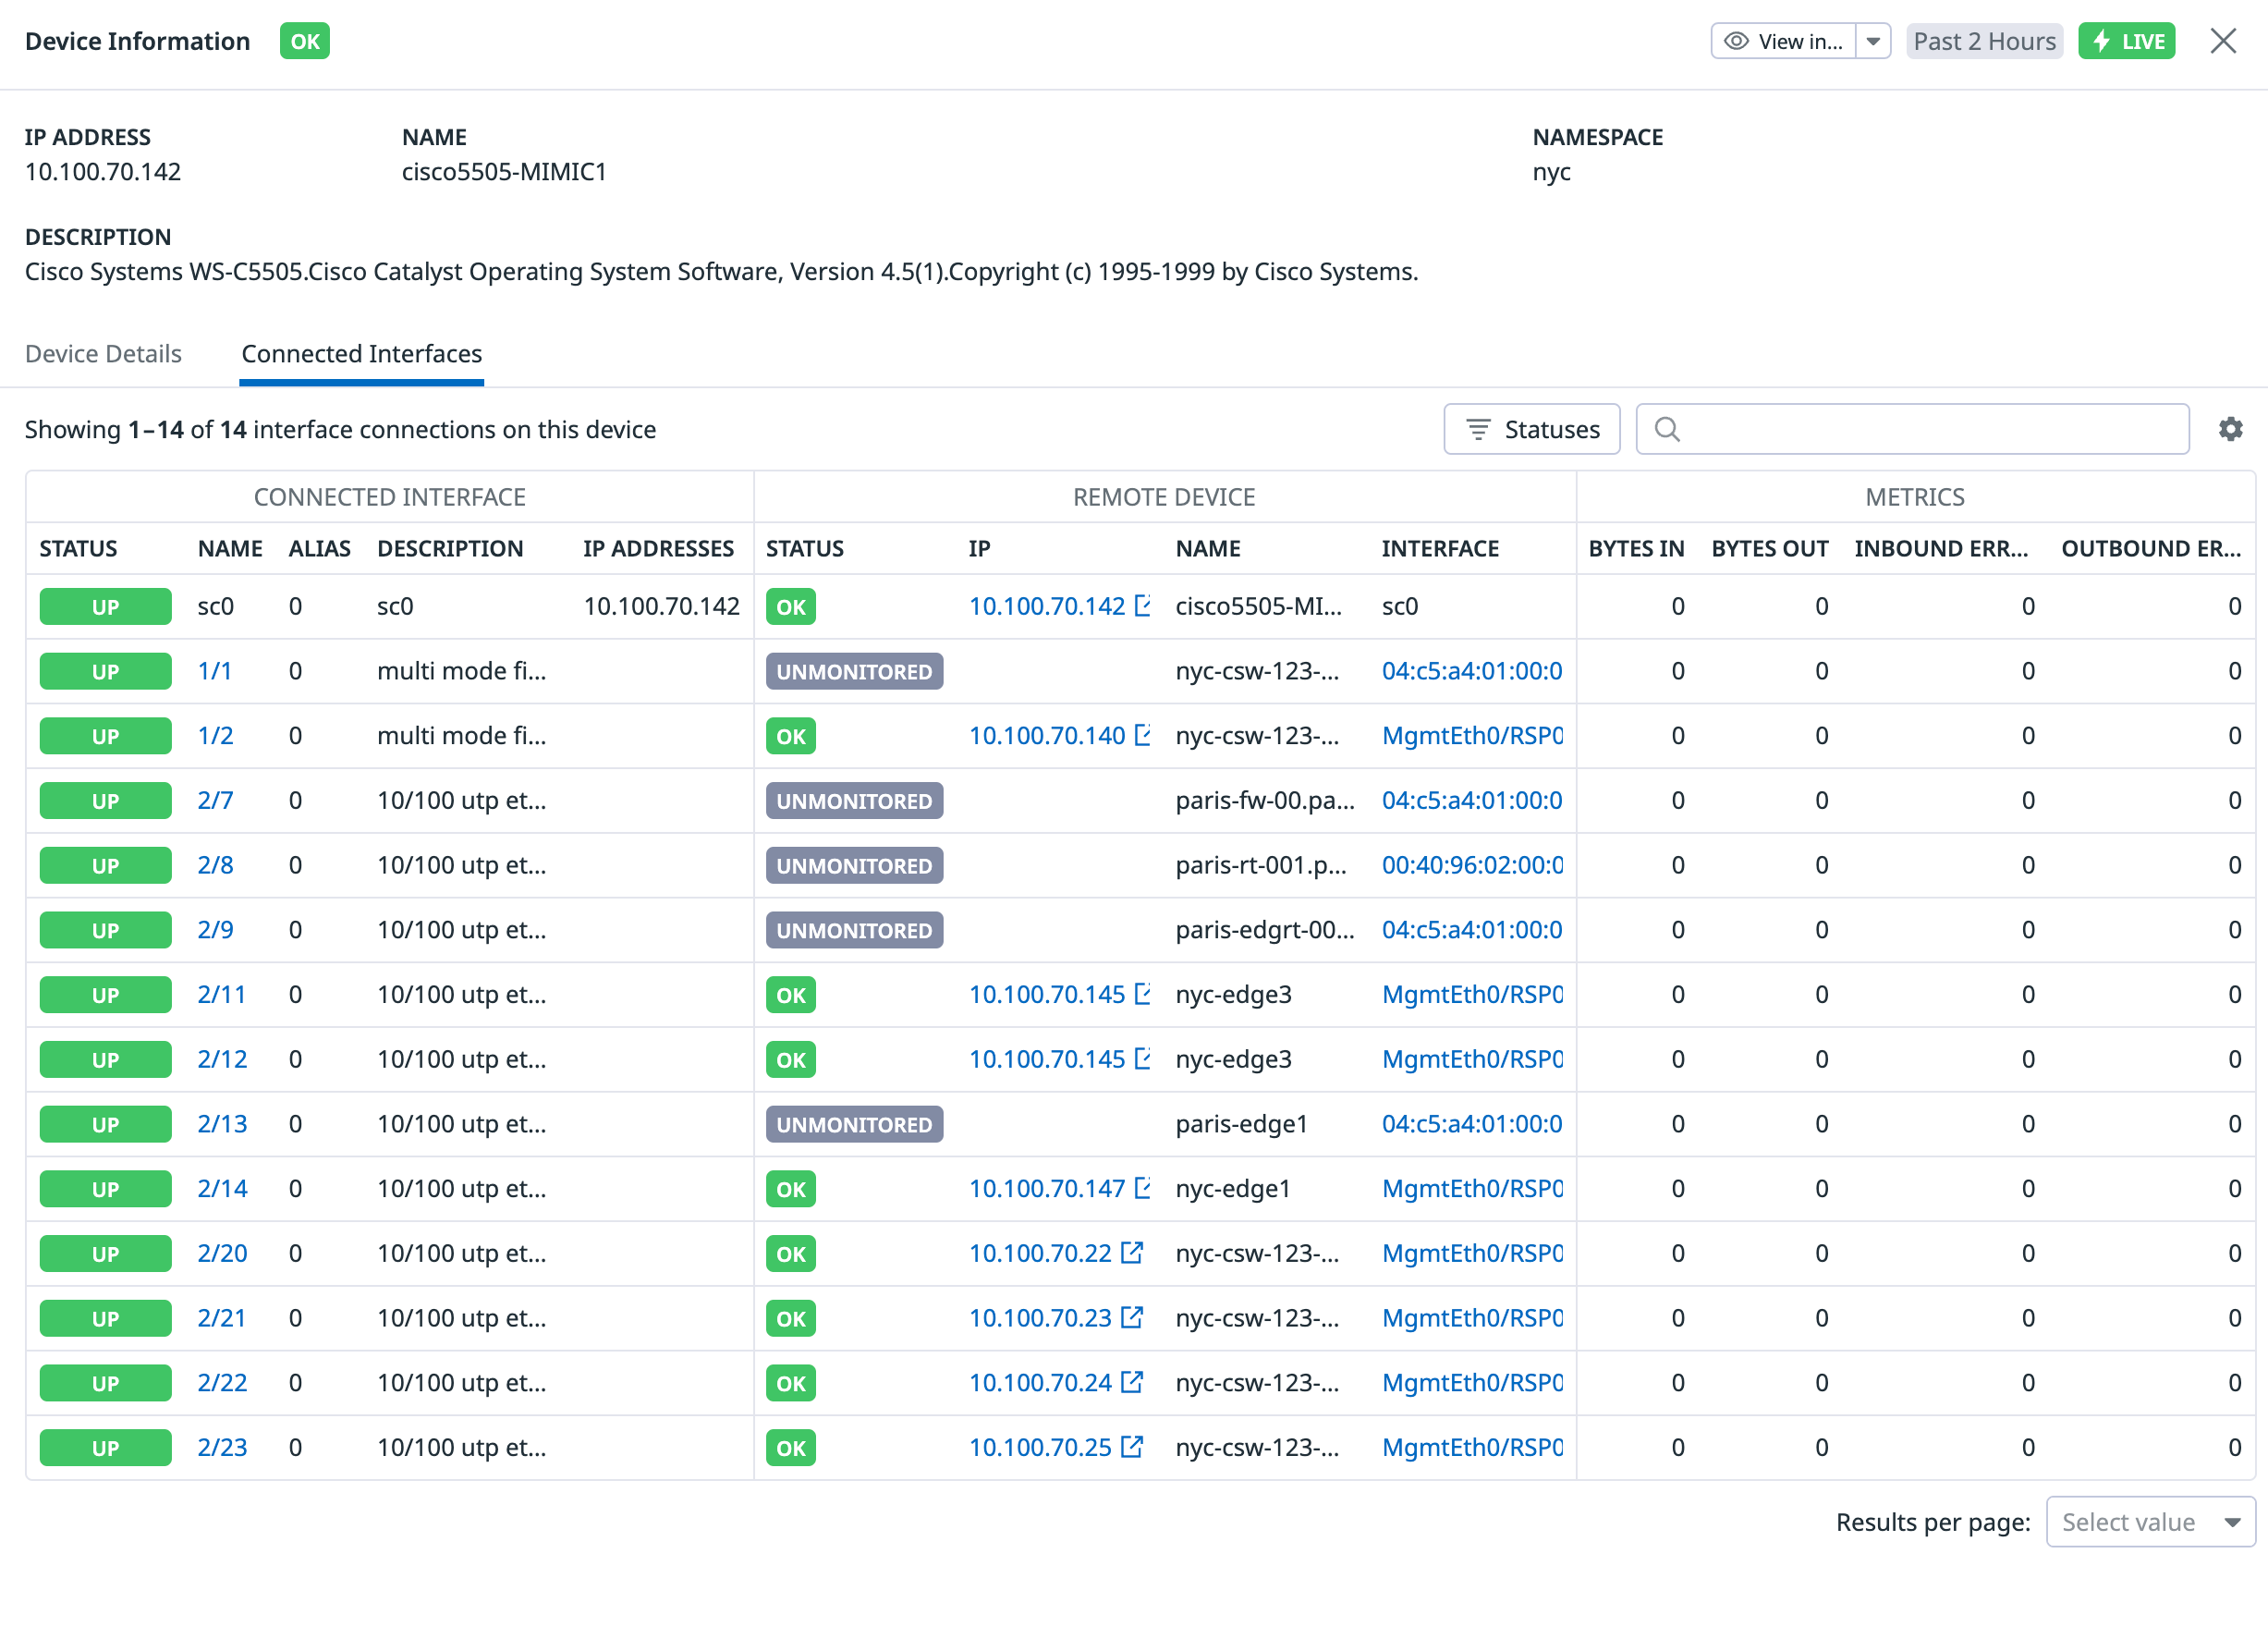 Device Information OK View in... Past 2 Hours LIVE
IP ADDRESS NAME NAMESPACE
10.100.70.142 cisco5505-MIMIC1 nyc
DESCRIPTION
Cisco Systems WS-C5505.Cisco Catalyst Operating System Software, Version 4.5(1).Copyright (c) 1995-1999 by Cisco Systems.
Device Details Connected Interfaces
Showing 1–14 of 14 interface connections on this device Statuses
CONNECTED INTERFACE REMOTE DEVICE METRICS
STATUS NAME ALIAS DESCRIPTION IP ADDRESSES STATUS IP NAME INTERFACE BYTES IN BYTES OUT INBOUND ERR... OUTBOUND ER...
UP sc0 0 sc0 10.100.70.142 OK 10.100.70.142 cisco5505-MI... sc0 0 0 0 0
UP 1/1 0 multi mode fi... UNMONITORED nyc-csw-123-... 04:c5:a4:01:00:0 0 0 0 0
UP 1/2 0 multi mode fi... OK 10.100.70.140 nyc-csw-123-... MgmtEth0/RSP0 0 0 0 0
UP 2/7 0 10/100 utp et... UNMONITORED paris-fw-00.pa... 04:c5:a4:01:00:0 0 0 0 0
UP 2/8 0 10/100 utp et... UNMONITORED paris-rt-001.p... 00:40:96:02:00:0 0 0 0 0
UP 2/9 0 10/100 utp et... UNMONITORED paris-edgrt-00... 04:c5:a4:01:00:0 0 0 0 0
UP 2/11 0 10/100 utp et... OK 10.100.70.145 nyc-edge3 MgmtEth0/RSP0 0 0 0 0
UP 2/12 0 10/100 utp et... OK 10.100.70.145 nyc-edge3 MgmtEth0/RSP0 0 0 0 0
UP 2/13 0 10/100 utp et... UNMONITORED paris-edge1 04:c5:a4:01:00:0 0 0 0 0
UP 2/14 0 10/100 utp et... OK 10.100.70.147 nyc-edge1 MgmtEth0/RSP0 0 0 0 0
UP 2/20 0 10/100 utp et... OK 10.100.70.22 nyc-csw-123-... MgmtEth0/RSP0 0 0 0 0
UP 2/21 0 10/100 utp et... OK 10.100.70.23 nyc-csw-123-... MgmtEth0/RSP0 0 0 0 0
UP 2/22 0 10/100 utp et... OK 10.100.70.24 nyc-csw-123-... MgmtEth0/RSP0 0 0 0 0
UP 2/23 0 10/100 utp et... OK 10.100.70.25 nyc-csw-123-... MgmtEth0/RSP0 0 0 0 0
Results per page: Select value